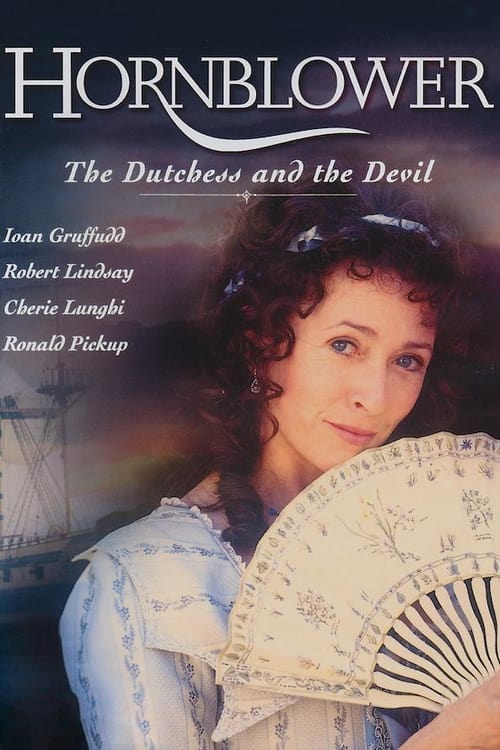 HORNBLOWER
The Dutchess and the Devil
Ioan Gruffudd
Robert Lindsay
Cherie Lunghi
Ronald Pickup